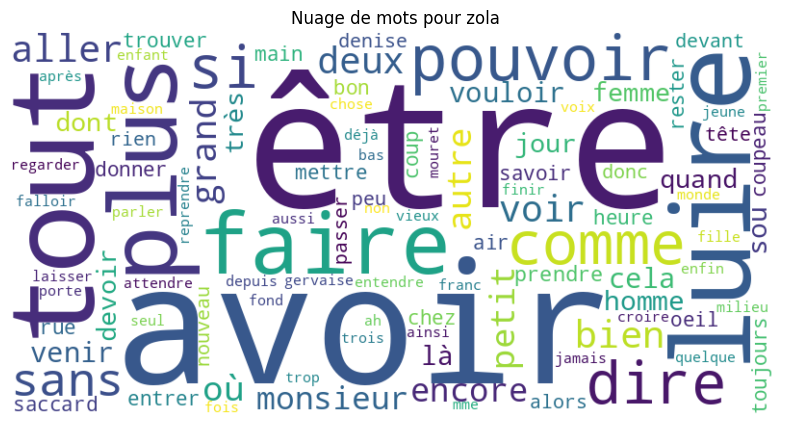 Nuage de mots pour zola
aller
trouver
enfant
après
main
denise
deux
pouvoir
devant
premier
si
bon
chose
vouloir
voix
femme
rester
jeune
tout
plus
grand
très
être
luire
dont
maison
rien
regarder
donner
falloir
parler
reprendre
déjà
bas
mettre
coup
mouret
autre
jour
savoir
donc
finir
quand
tête
sou
coupeau
monde
peu
non
aussi
passer
vieux
voir
heure
faire
air
comme
fille
enfin
laisser
porte
attendre
devoir
depuis
gervaise
entendre
franc
petit
prendre
cela
homme
croire
oeil
milieu
avoir
fond
rue
seul
nouveau
ah
trois
chez
ainsi
là
bien
jamais
quelque
toujours
venir
sans
saccard
entrer
où
fois
trop
monsieur
mme
encore
alors
dire